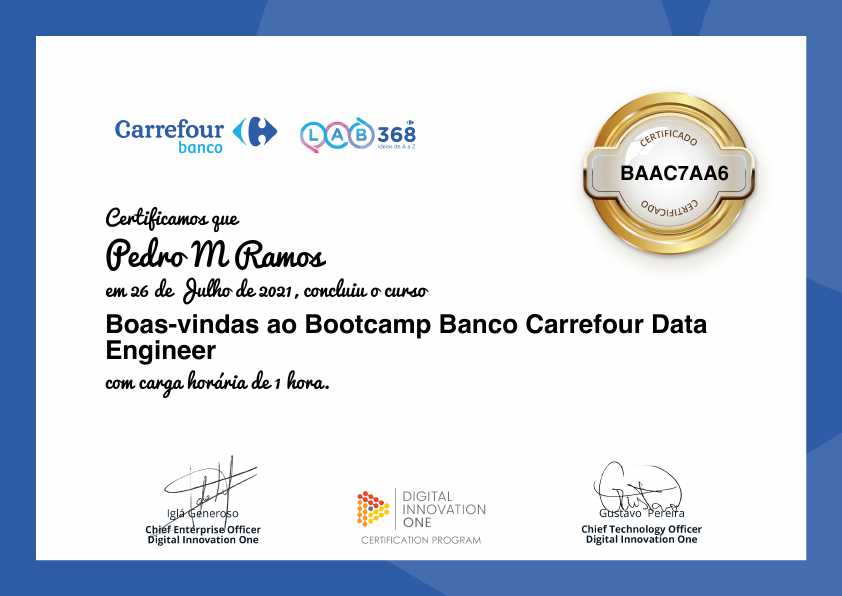 Carrefour
banco
LAB 368
ideias de A a Z
CERTIFICADO
BAAC7AA6
CERTIFICADO
Certificamos que
Pedro M Ramos
em 26 de Julho de 2021, concluiu o curso
Boas-vindas ao Bootcamp Banco Carrefour Data
Engineer
com carga horária de 1 hora.
Iglá Generoso
Chief Enterprise Officer
Digital Innovation One
DIGITAL
INNOVATION
ONE
CERTIFICATION PROGRAM
Gustavo Pereira
Chief Technology Officer
Digital Innovation One